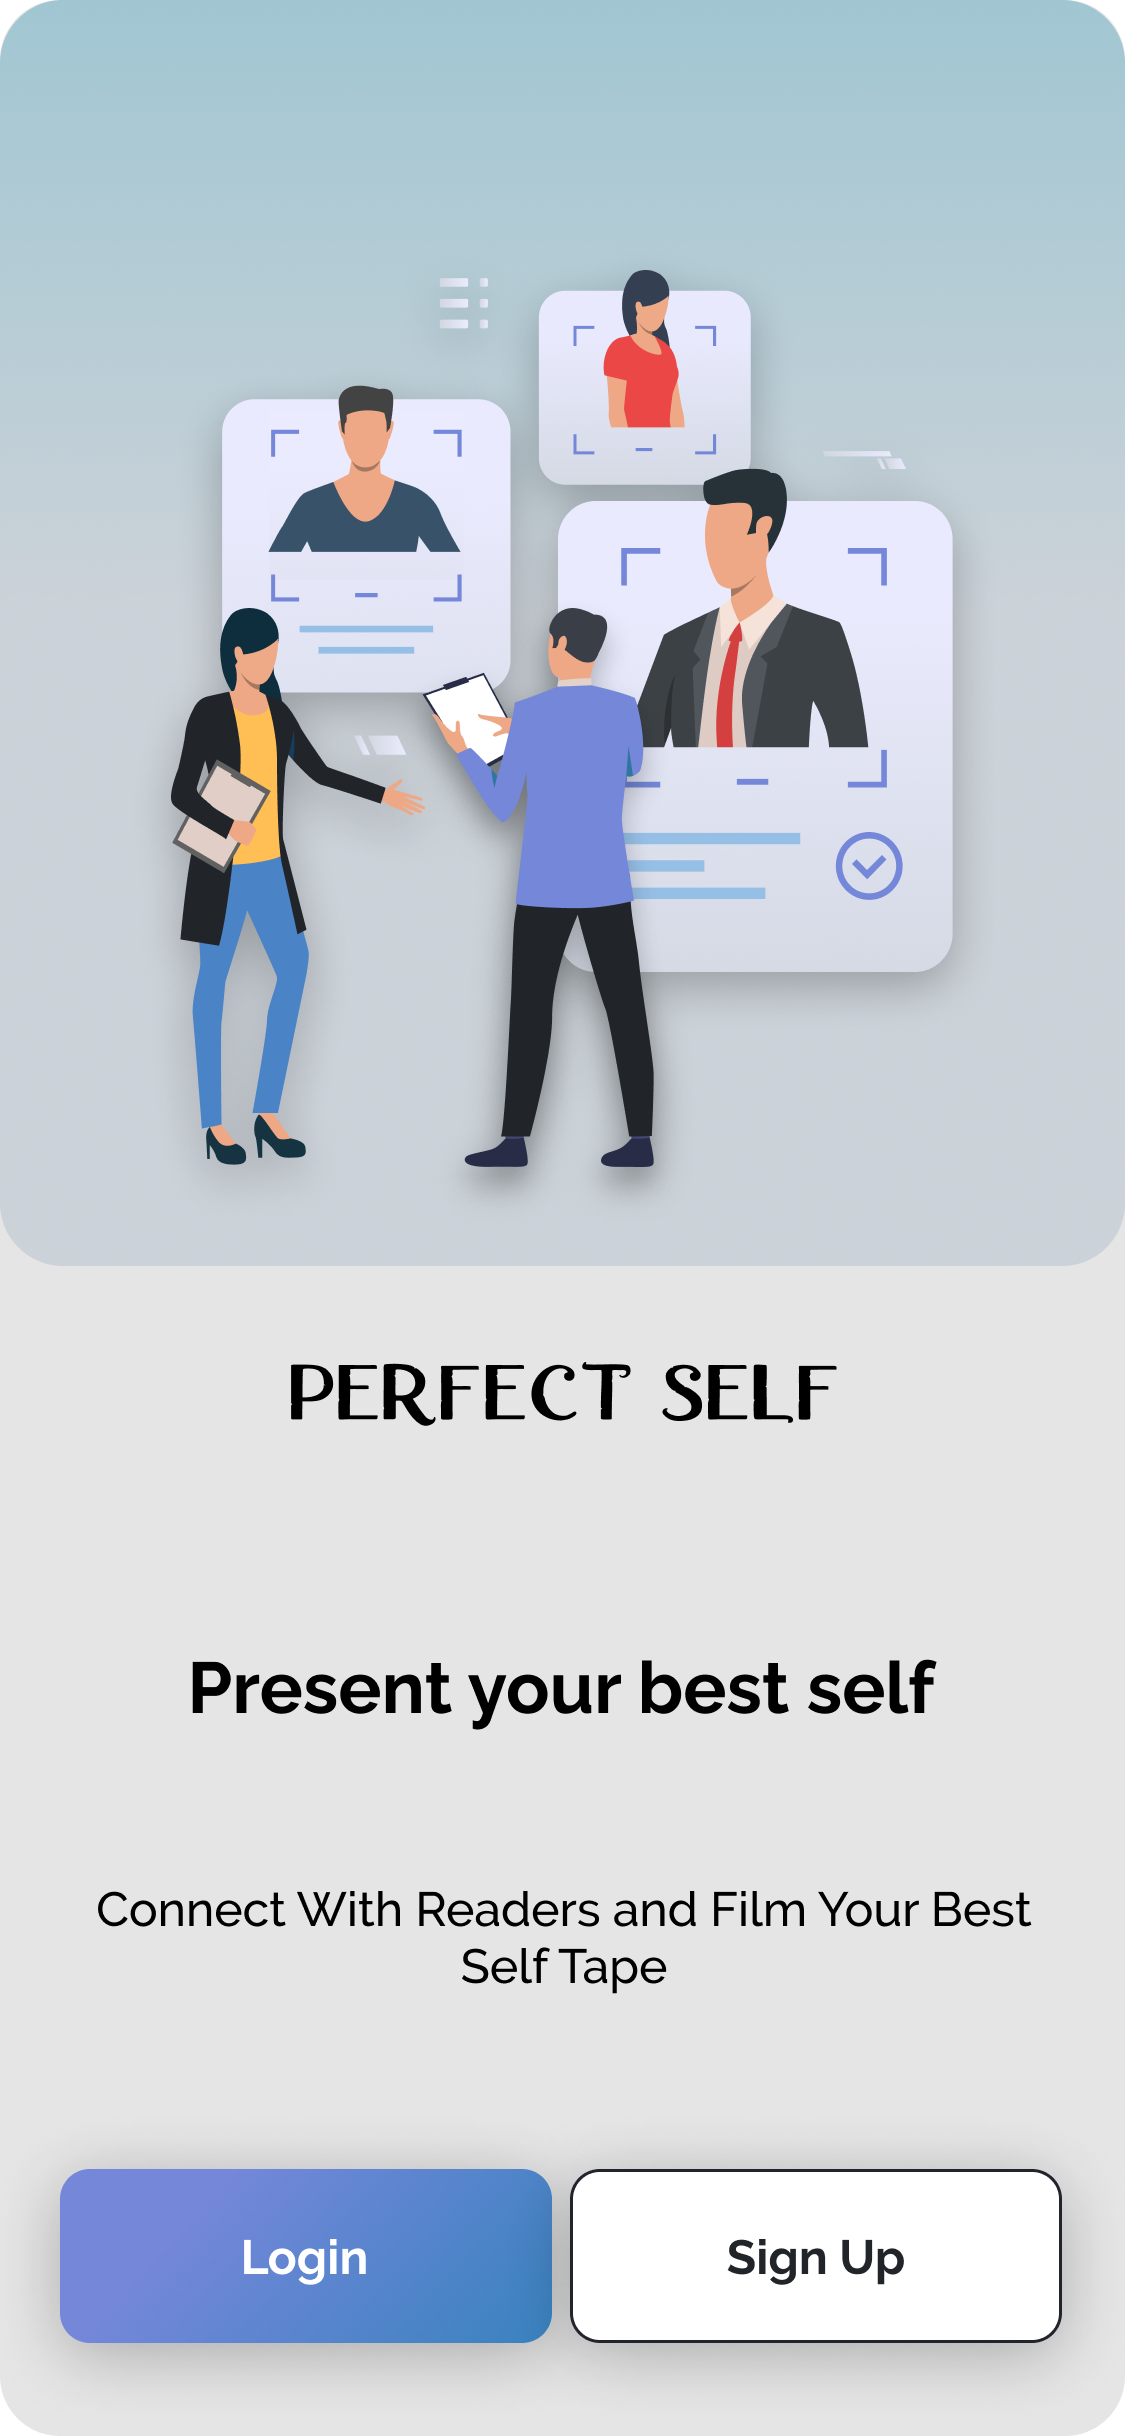 PERFECT SELF
Present your best self
Connect With Readers and Film Your Best
Self Tape
Login
Sign Up